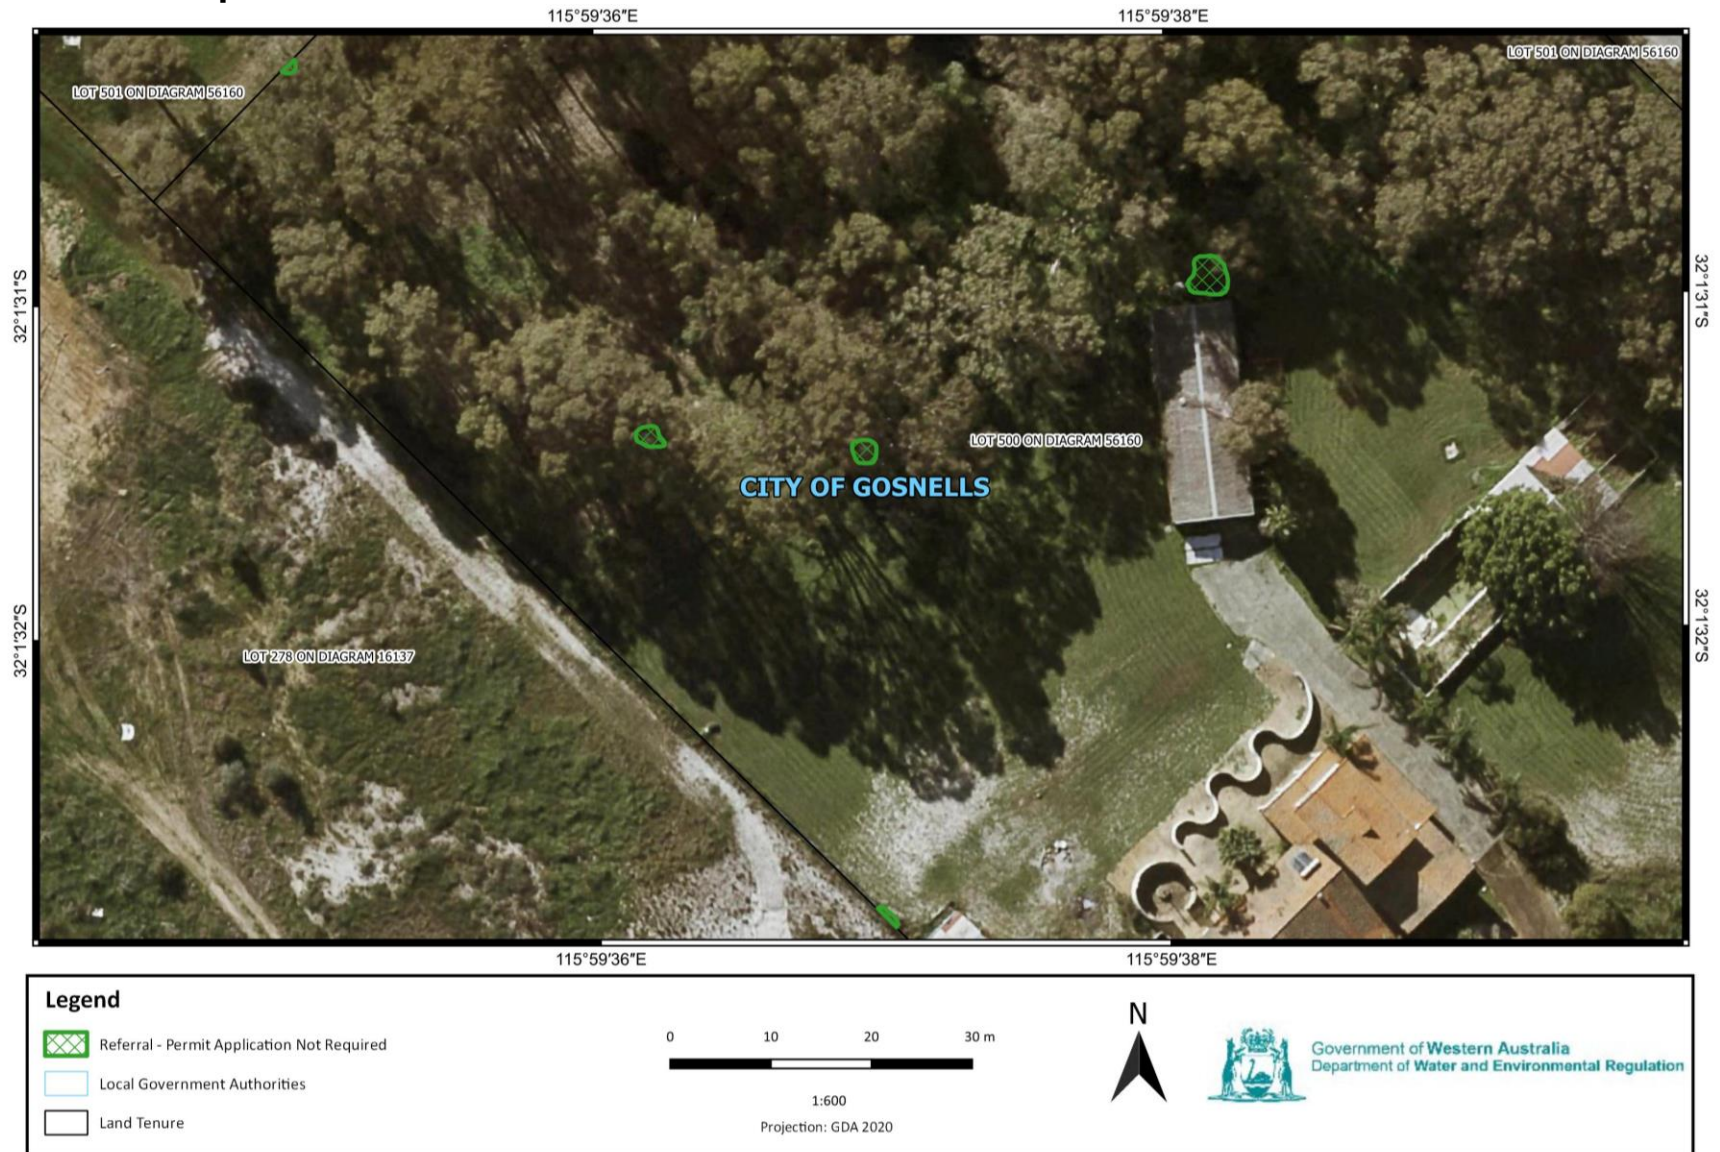 115°59'36"E
115°59'38"E
LOT 501 ON DIAGRAM 56160
LOT 501 ON DIAGRAM 56160
32°1'31"S
32°1'31"S
LOT 500 ON DIAGRAM 56160
CITY OF GOSNELLS
32°1'32"S
32°1'32"S
LOT 278 ON DIAGRAM 16137
115°59'36"E
115°59'38"E
Legend
Referral - Permit Application Not Required
Local Government Authorities
Land Tenure
0 10 20 30 m
1:600
Projection: GDA 2020
N
Government of Western Australia
Department of Water and Environmental Regulation